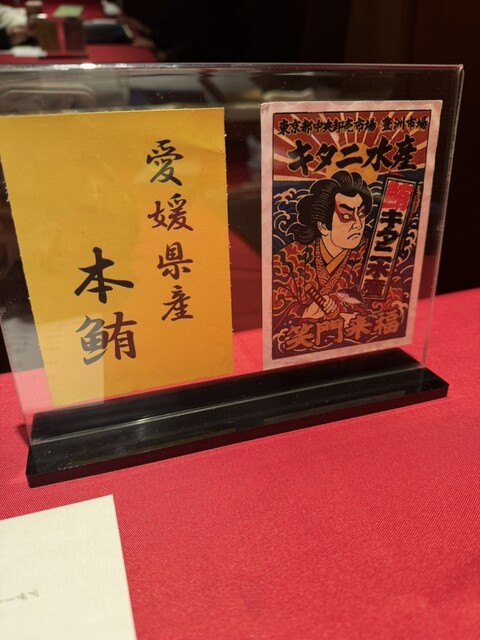 愛媛県産
本鮪
東京都中央卸売市場 豊洲市場
キタニ水産
鮪キタニ水産
笑門来福